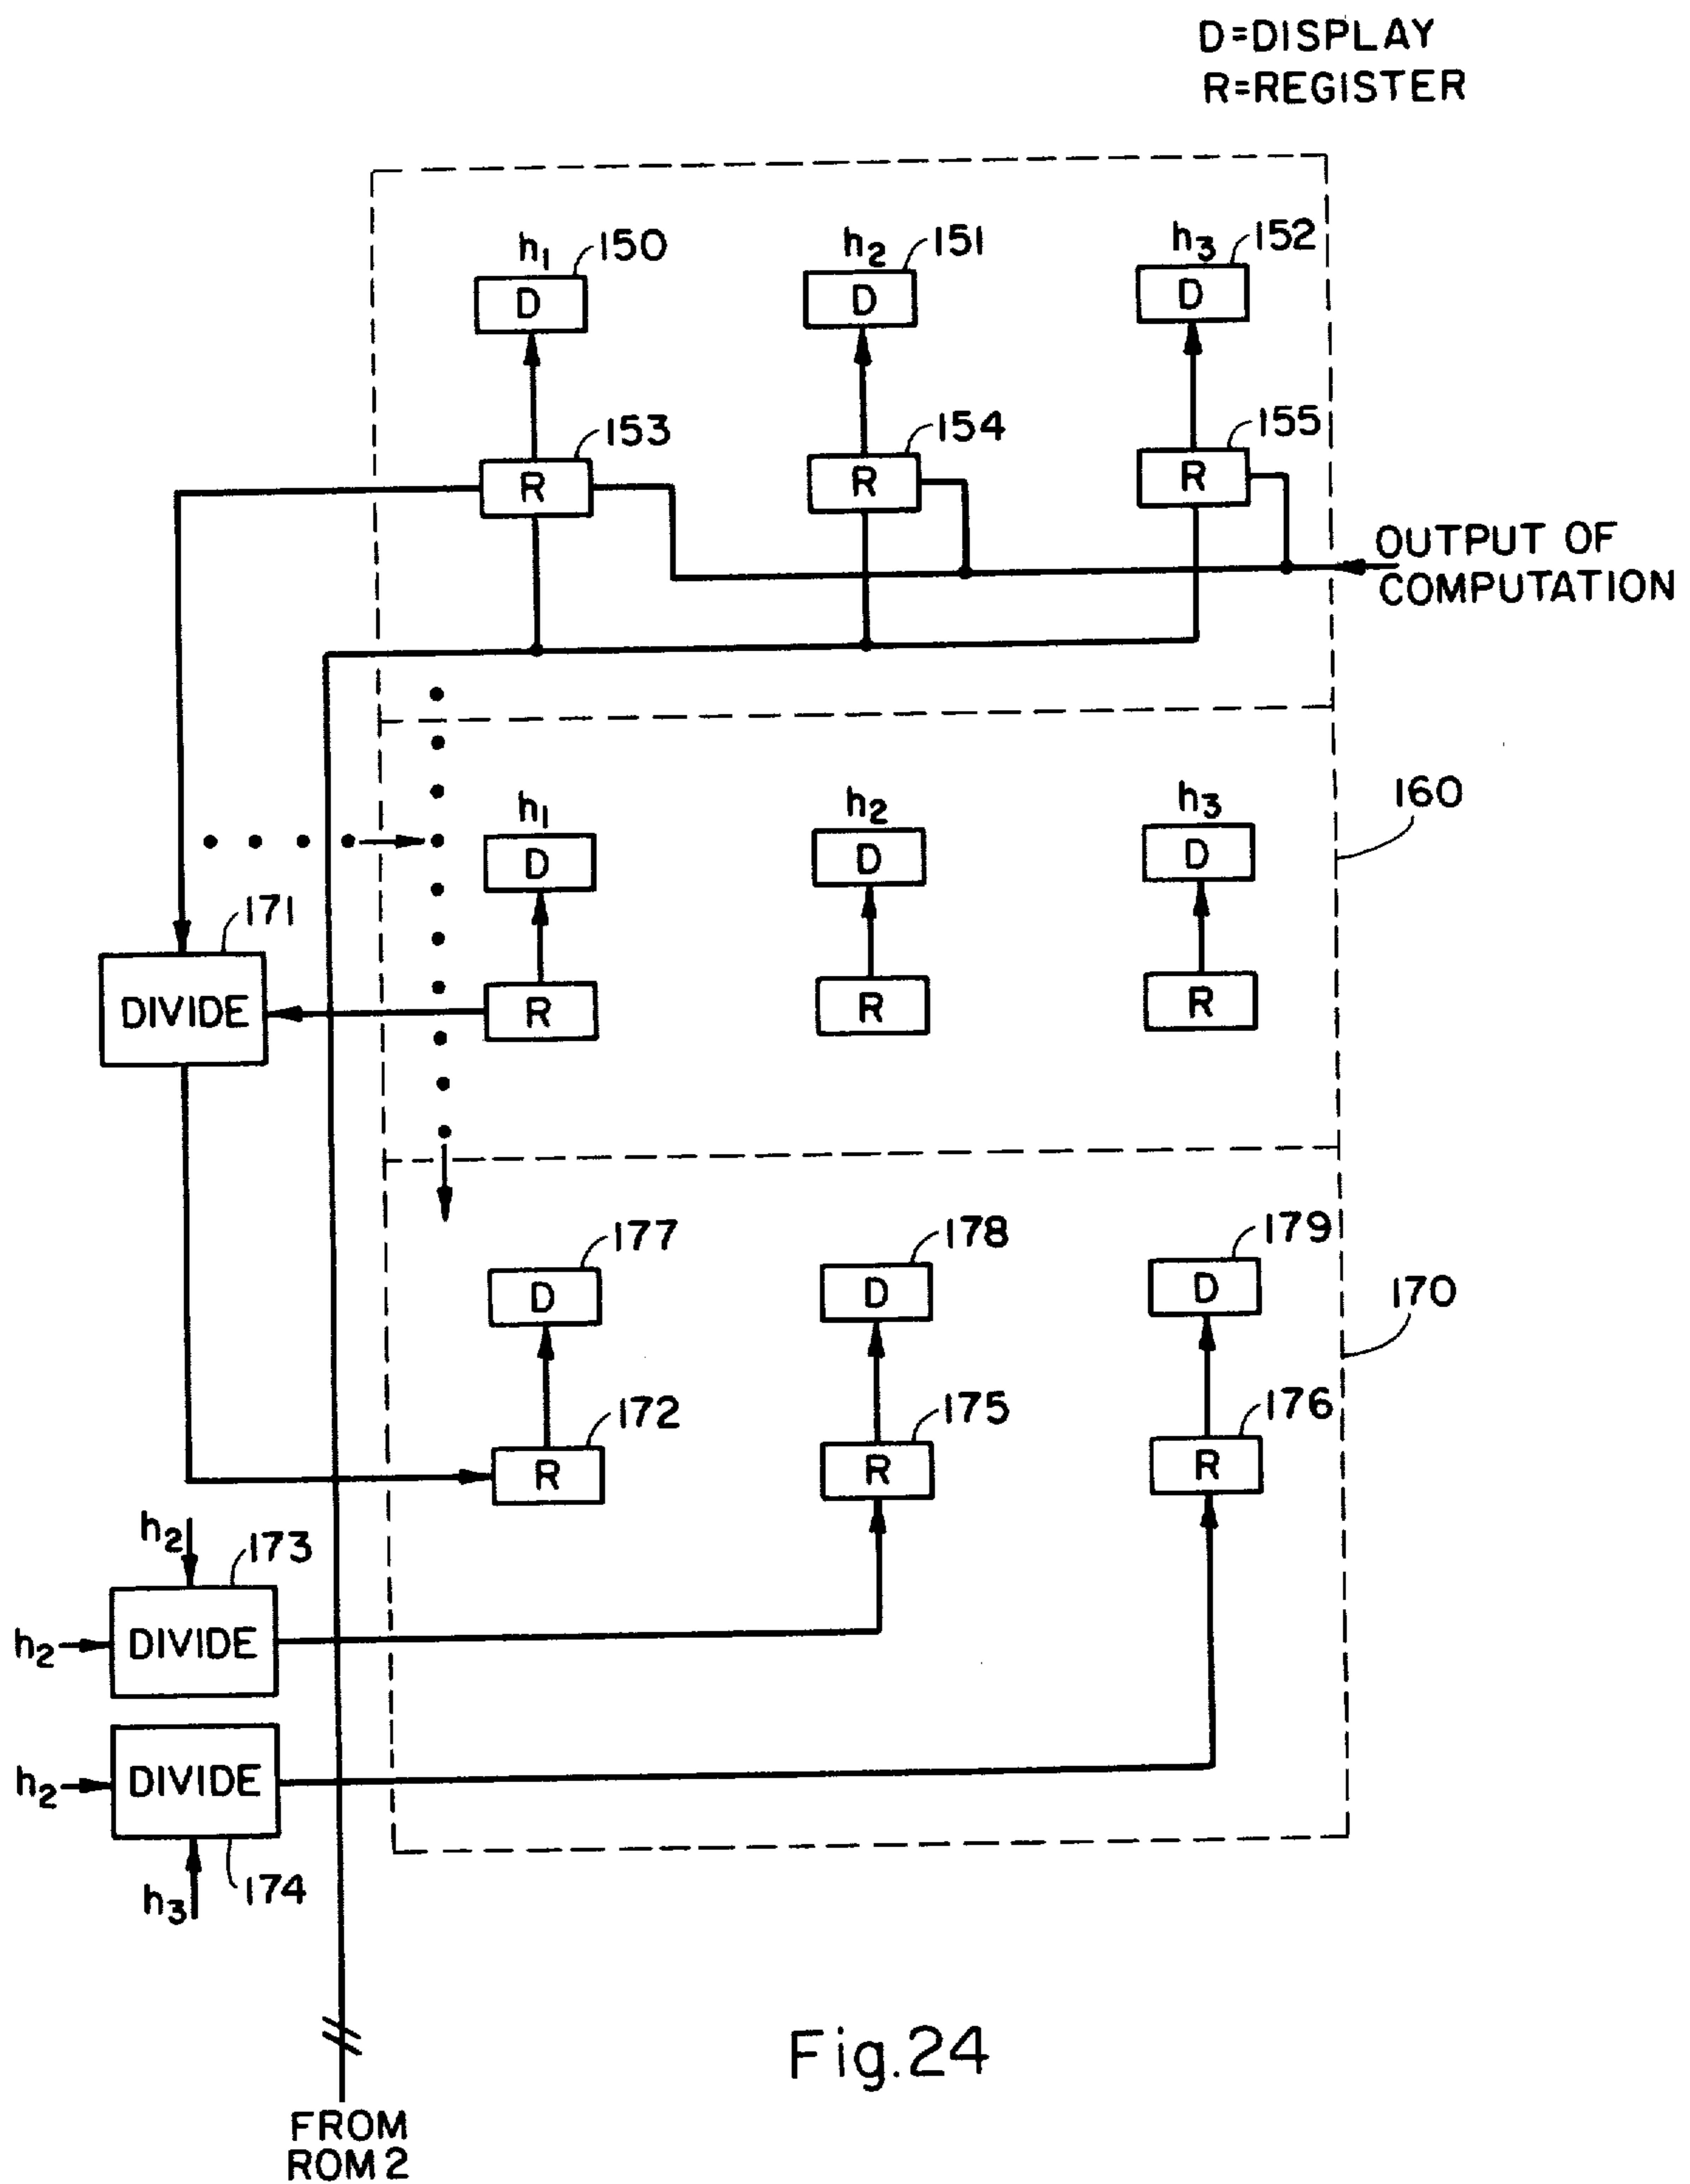 D=DISPLAY
R=REGISTER
h1 150 h2 151 h3 152
D D D
153 154 155
R R R
OUTPUT OF
COMPUTATION
160
h1 h2 h3
D D D
171
DIVIDE R R R
177 178 179
D D D
170
172 175 176
R R R
h2 173
h2 DIVIDE
h2 DIVIDE
h3 174
Fig.24
FROM
ROM 2